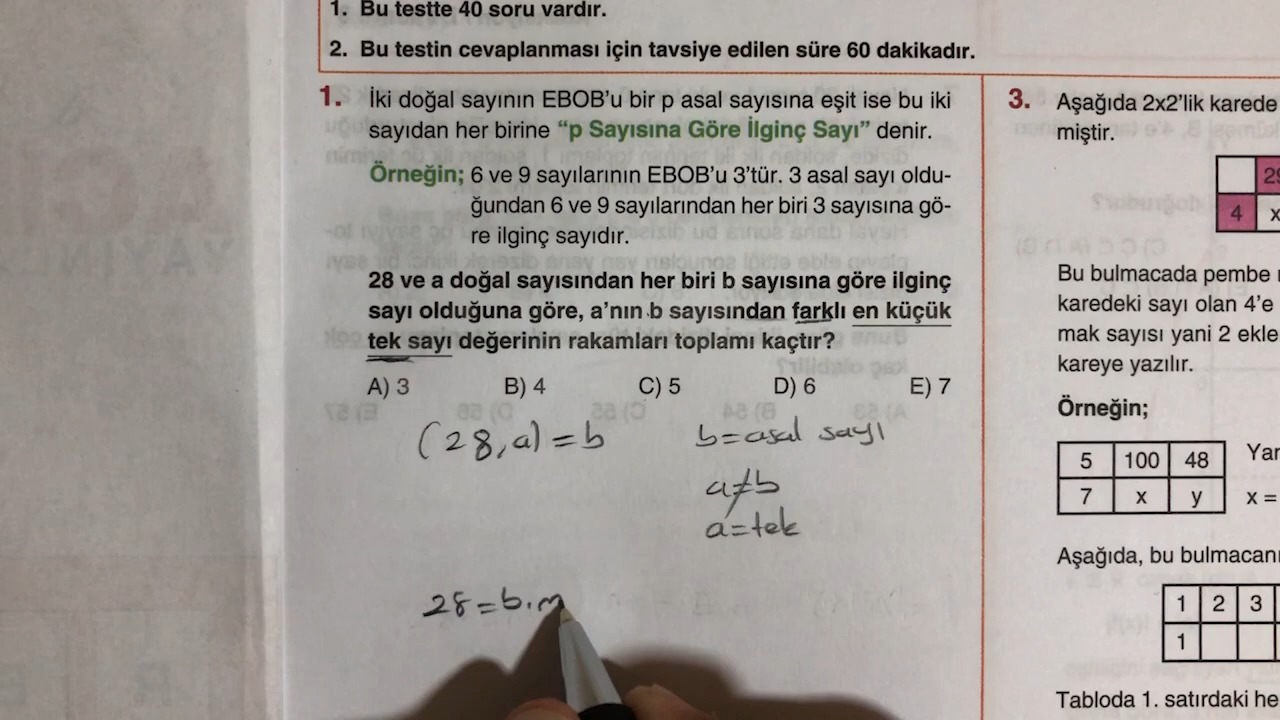 1. Bu testte 40 soru vardır.
2. Bu testin cevaplanması için tavsiye edilen süre 60 dakikadır.
1. İki doğal sayının EBOB'u bir p asal sayısına eşit ise bu iki
sayıdan her birine “p Sayısına Göre İlginç Sayı” denir.
Örneğin; 6 ve 9 sayılarının EBOB'u 3'tür. 3 asal sayı oldu-
ğundan 6 ve 9 sayılarından her biri 3 sayısına gö-
re ilginç sayıdır.
28 ve a doğal sayısından her biri b sayısına göre ilginç
sayı olduğuna göre, a'nın b sayısından farklı en küçük
tek sayı değerinin rakamları toplamı kaçtır?
A) 3 B) 4 C) 5 D) 6 E) 7
(28,a)=b b=asal sayı
a≠b
a=tek
28=b.m
3. Aşağıda 2x2'lik karede
miştir.
29
4 x
Bu bulmacada pembe
karedeki sayı olan 4'e
mak sayısı yani 2 ekle
kareye yazılır.
Örneğin;
5 100 48
7 x y
x =
Aşağıda, bu bulmacanı
1 2 3
1
Tabloda 1. satırdaki he